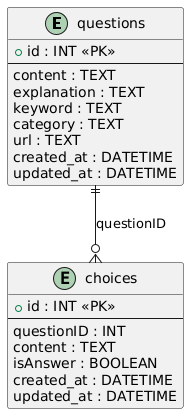 E questions
id : INT «PK»
content : TEXT
explanation : TEXT
keyword : TEXT
category : TEXT
url : TEXT
created_at : DATETIME
updated_at : DATETIME
questionID
E choices
id : INT «PK»
questionID : INT
content : TEXT
isAnswer : BOOLEAN
created_at : DATETIME
updated_at : DATETIME